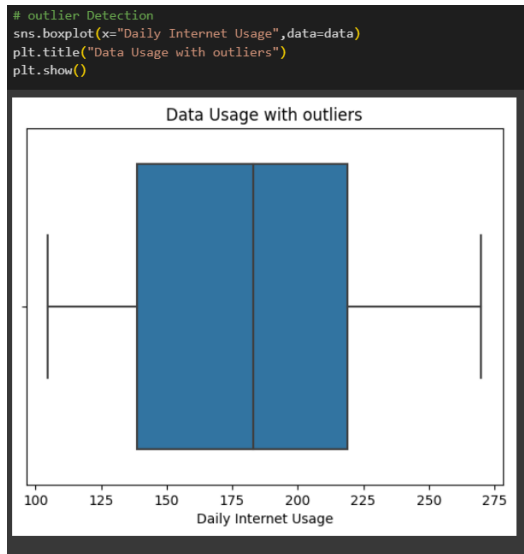 # outlier Detection
sns.boxplot(x="Daily Internet Usage",data=data)
plt.title("Data Usage with outliers")
plt.show()
Data Usage with outliers
100 125 150 175 200 225 250 275
Daily Internet Usage